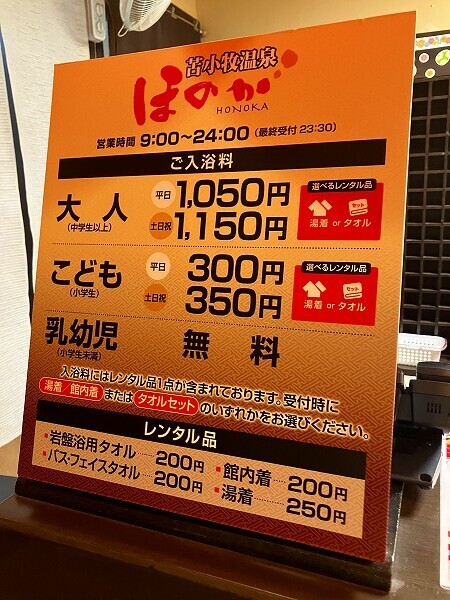 苫小牧温泉
ほのか
HONOKA
営業時間 9:00〜24:00 (最終受付 23:30)
ご入浴料
大人 (中学生以上) 平日 1,050円 土日祝 1,150円
選べるレンタル品 セット 湯着 or タオル
こども (小学生) 平日 300円 土日祝 350円
選べるレンタル品 セット 湯着 or タオル
乳幼児 (小学生未満) 無料
入浴料にはレンタル品1点が含まれております。受付時に
湯着/館内着 または タオルセット のいずれかをお選びください。
レンタル品
・岩盤浴用タオル 200円 ・館内着 200円
・バス・フェイスタオル 200円 ・湯着 250円